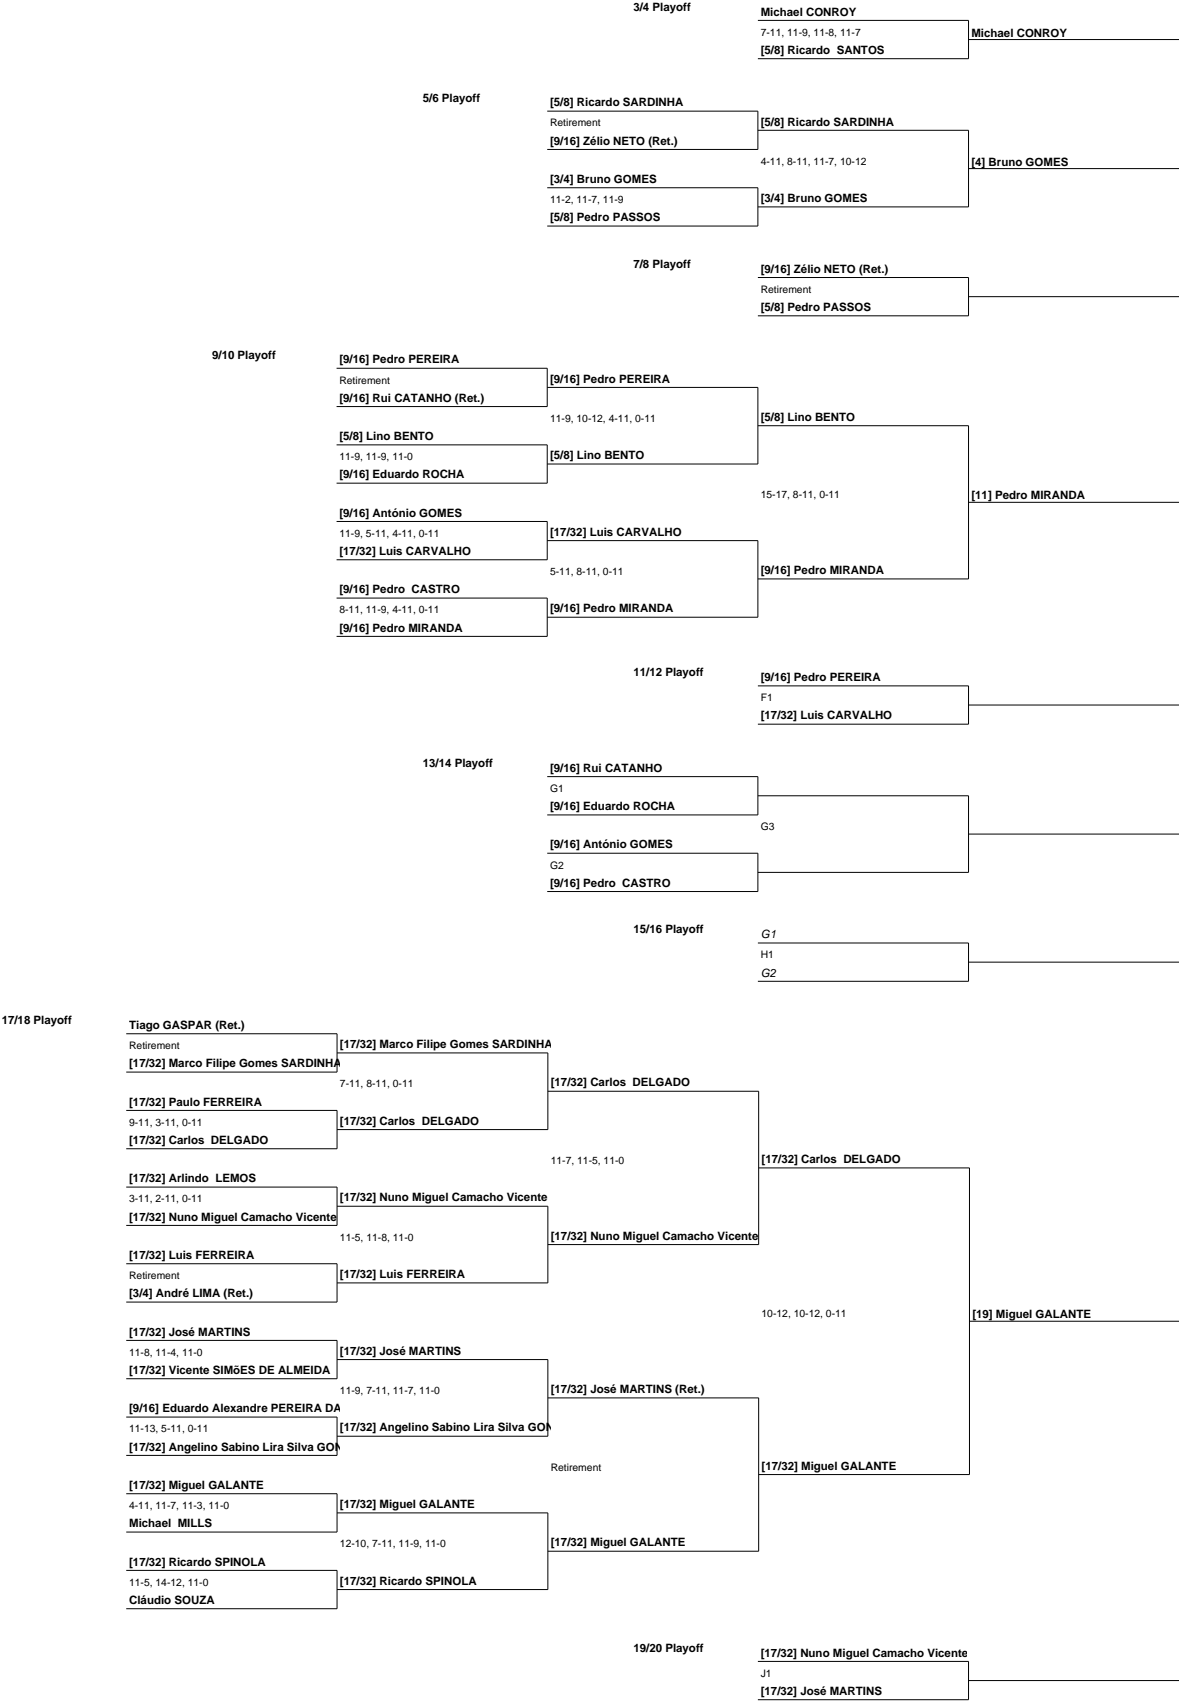 3/4 Playoff
Michael CONROY
7-11, 11-9, 11-8, 11-7
Michael CONROY
[5/8] Ricardo SANTOS
5/6 Playoff
[5/8] Ricardo SARDINHA
Retirement
[5/8] Ricardo SARDINHA
[9/16] Zélio NETO (Ret.)
4-11, 8-11, 11-7, 10-12
[4] Bruno GOMES
[3/4] Bruno GOMES
11-2, 11-7, 11-9
[3/4] Bruno GOMES
[5/8] Pedro PASSOS
7/8 Playoff
[9/16] Zélio NETO (Ret.)
Retirement
[5/8] Pedro PASSOS
9/10 Playoff
[9/16] Pedro PEREIRA
Retirement
[9/16] Pedro PEREIRA
[9/16] Rui CATANHO (Ret.)
11-9, 10-12, 4-11, 0-11
[5/8] Lino BENTO
[5/8] Lino BENTO
11-9, 11-9, 11-0
[5/8] Lino BENTO
[9/16] Eduardo ROCHA
15-17, 8-11, 0-11
[11] Pedro MIRANDA
[9/16] António GOMES
11-9, 5-11, 4-11, 0-11
[17/32] Luis CARVALHO
[17/32] Luis CARVALHO
5-11, 8-11, 0-11
[9/16] Pedro MIRANDA
[9/16] Pedro CASTRO
8-11, 11-9, 4-11, 0-11
[9/16] Pedro MIRANDA
[9/16] Pedro MIRANDA
11/12 Playoff
[9/16] Pedro PEREIRA
F1
[17/32] Luis CARVALHO
13/14 Playoff
[9/16] Rui CATANHO
G1
[9/16] Eduardo ROCHA
G3
[9/16] António GOMES
G2
[9/16] Pedro CASTRO
15/16 Playoff
G1
H1
G2
17/18 Playoff
Tiago GASPAR (Ret.)
Retirement
[17/32] Marco Filipe Gomes SARDINHA
[17/32] Marco Filipe Gomes SARDINHA
7-11, 8-11, 0-11
[17/32] Carlos DELGADO
[17/32] Paulo FERREIRA
9-11, 3-11, 0-11
[17/32] Carlos DELGADO
[17/32] Carlos DELGADO
11-7, 11-5, 11-0
[17/32] Carlos DELGADO
[17/32] Arlindo LEMOS
3-11, 2-11, 0-11
[17/32] Nuno Miguel Camacho Vicente
[17/32] Nuno Miguel Camacho Vicente
11-5, 11-8, 11-0
[17/32] Nuno Miguel Camacho Vicente
[17/32] Luis FERREIRA
Retirement
[17/32] Luis FERREIRA
[3/4] André LIMA (Ret.)
10-12, 10-12, 0-11
[19] Miguel GALANTE
[17/32] José MARTINS
11-8, 11-4, 11-0
[17/32] José MARTINS
[17/32] Vicente SIMõES DE ALMEIDA
11-9, 7-11, 11-7, 11-0
[17/32] José MARTINS (Ret.)
[9/16] Eduardo Alexandre PEREIRA DA
11-13, 5-11, 0-11
[17/32] Angelino Sabino Lira Silva GON
[17/32] Angelino Sabino Lira Silva GON
Retirement
[17/32] Miguel GALANTE
[17/32] Miguel GALANTE
4-11, 11-7, 11-3, 11-0
[17/32] Miguel GALANTE
Michael MILLS
12-10, 7-11, 11-9, 11-0
[17/32] Miguel GALANTE
[17/32] Ricardo SPINOLA
11-5, 14-12, 11-0
[17/32] Ricardo SPINOLA
Cláudio SOUZA
19/20 Playoff
[17/32] Nuno Miguel Camacho Vicente
J1
[17/32] José MARTINS